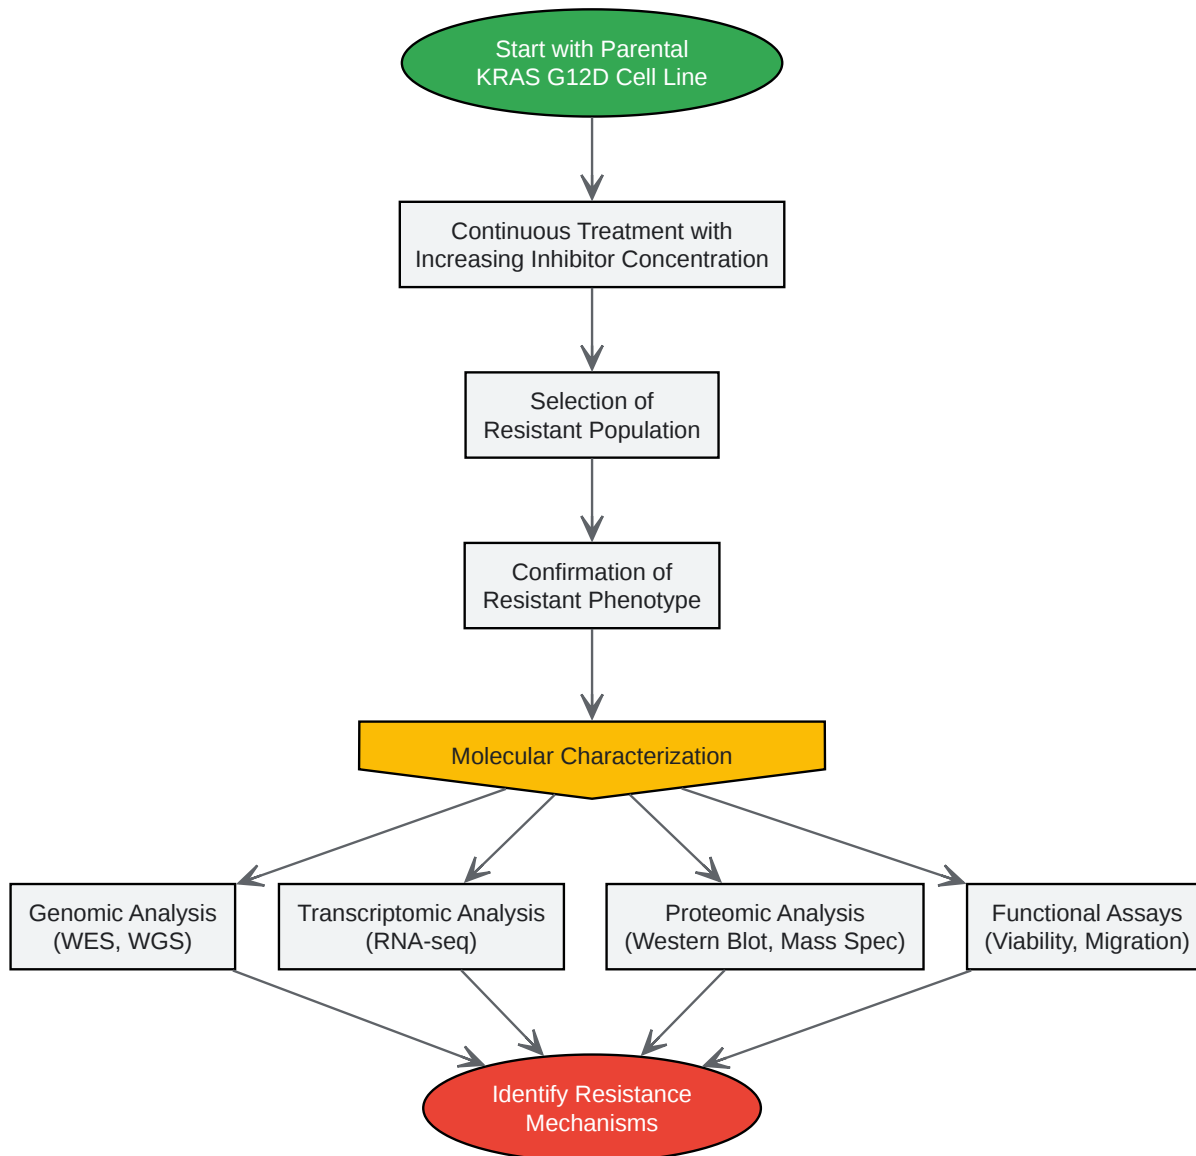 Start with Parental
KRAS G12D Cell Line
Continuous Treatment with
Increasing Inhibitor Concentration
Selection of
Resistant Population
Confirmation of
Resistant Phenotype
Molecular Characterization
Genomic Analysis
(WES, WGS)
Transcriptomic Analysis
(RNA-seq)
Proteomic Analysis
(Western Blot, Mass Spec)
Functional Assays
(Viability, Migration)
Identify Resistance
Mechanisms